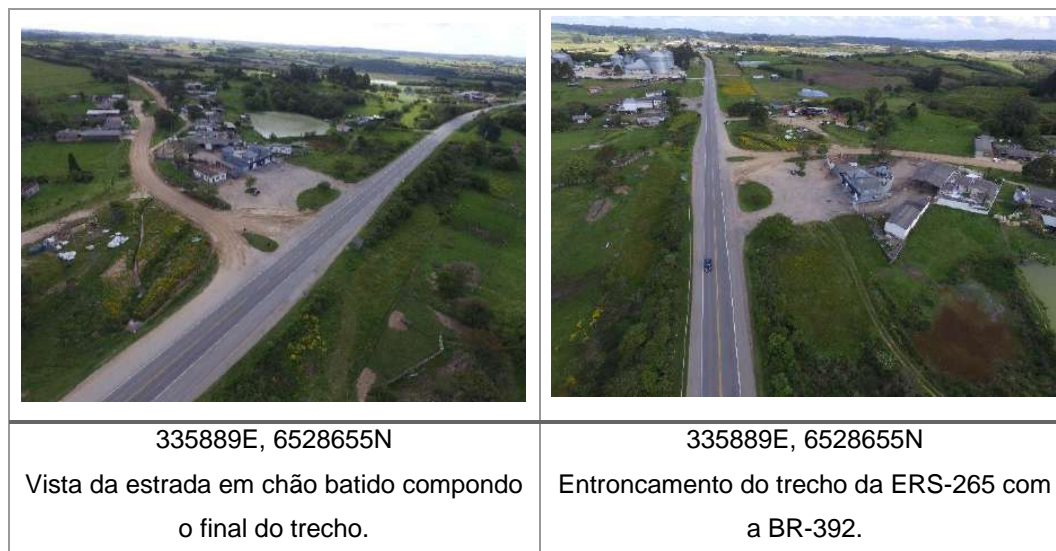 335889E, 6528655N
Vista da estrada em chão batido compondo
o final do trecho.
335889E, 6528655N
Entroncamento do trecho da ERS-265 com
a BR-392.